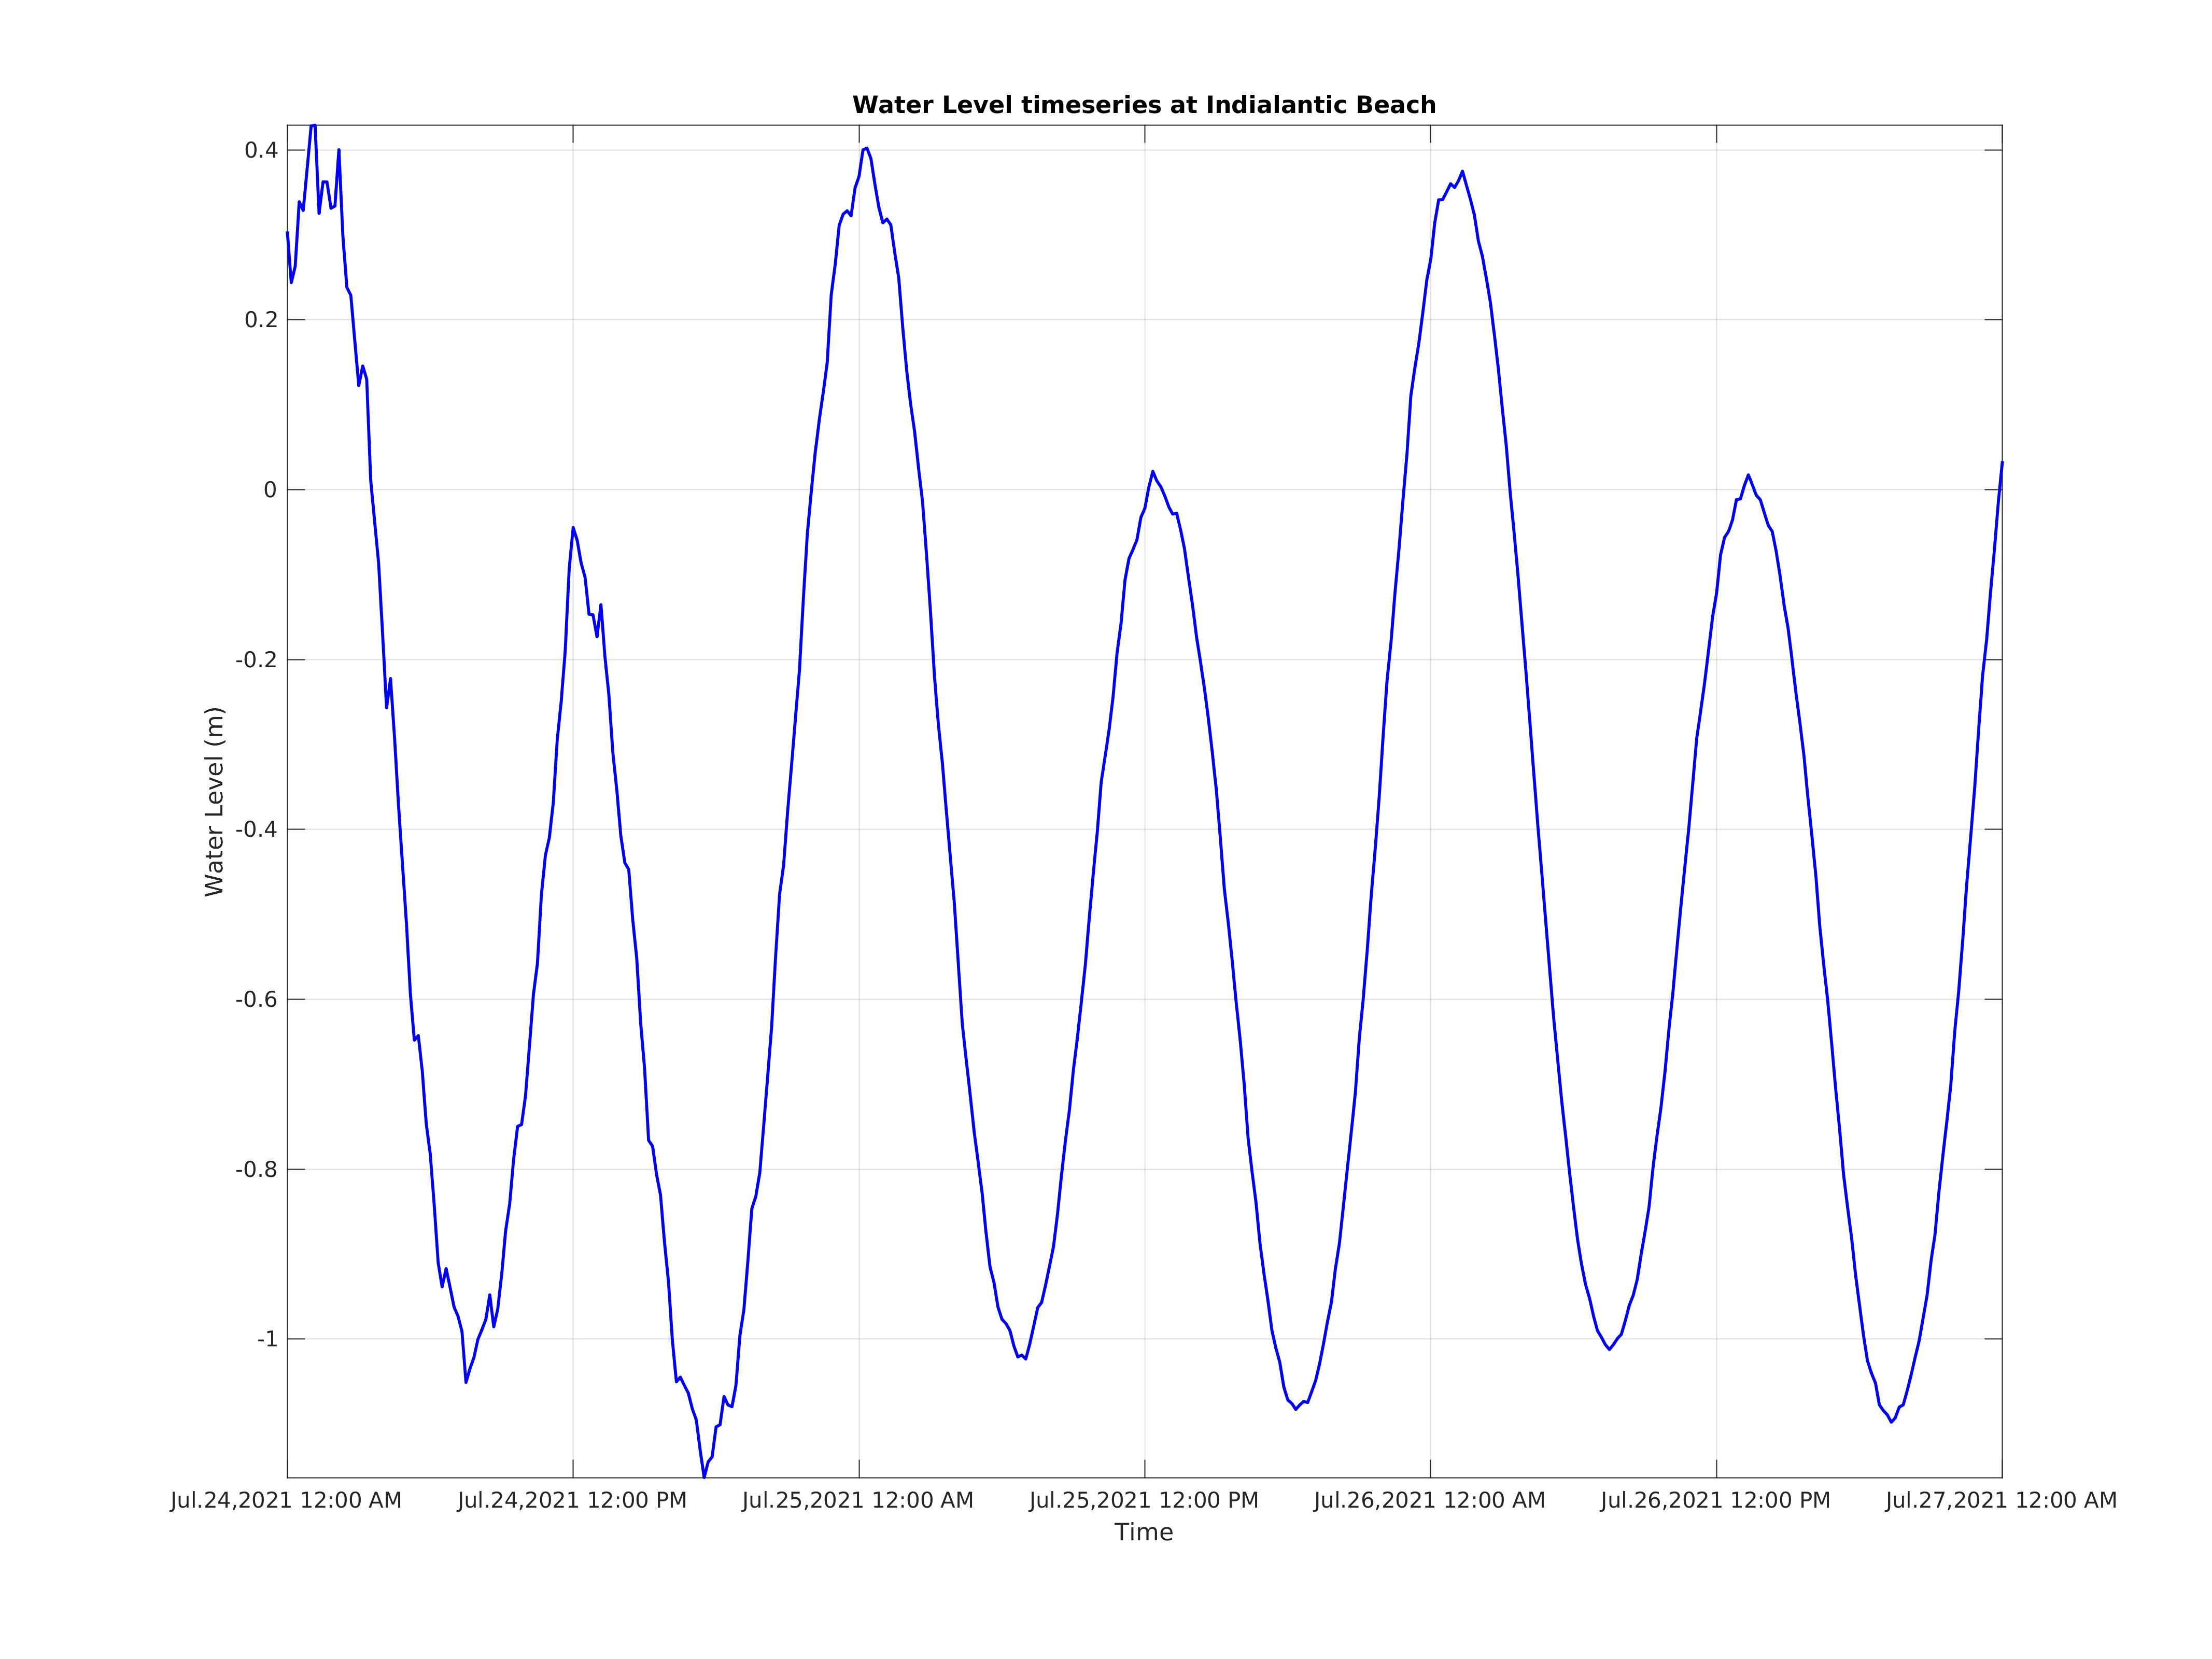 Water Level timeseries at Indialantic Beach
0.4
0.2
0
-0.2
-0.4
-0.6
-0.8
-1
Water Level (m)
Jul.24,2021 12:00 AM
Jul.24,2021 12:00 PM
Jul.25,2021 12:00 AM
Jul.25,2021 12:00 PM
Jul.26,2021 12:00 AM
Jul.26,2021 12:00 PM
Jul.27,2021 12:00 AM
Time